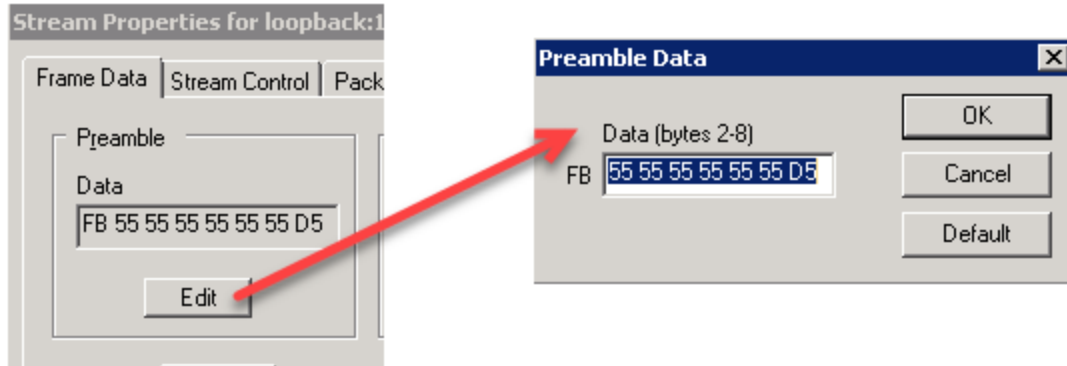 Stream Properties for loopback:1
Frame Data Stream Control Pack
Preamble
Data
FB 55 55 55 55 55 55 D5
Edit
Preamble Data
Data (bytes 2-8)
FB 55 55 55 55 55 55 D5
OK
Cancel
Default